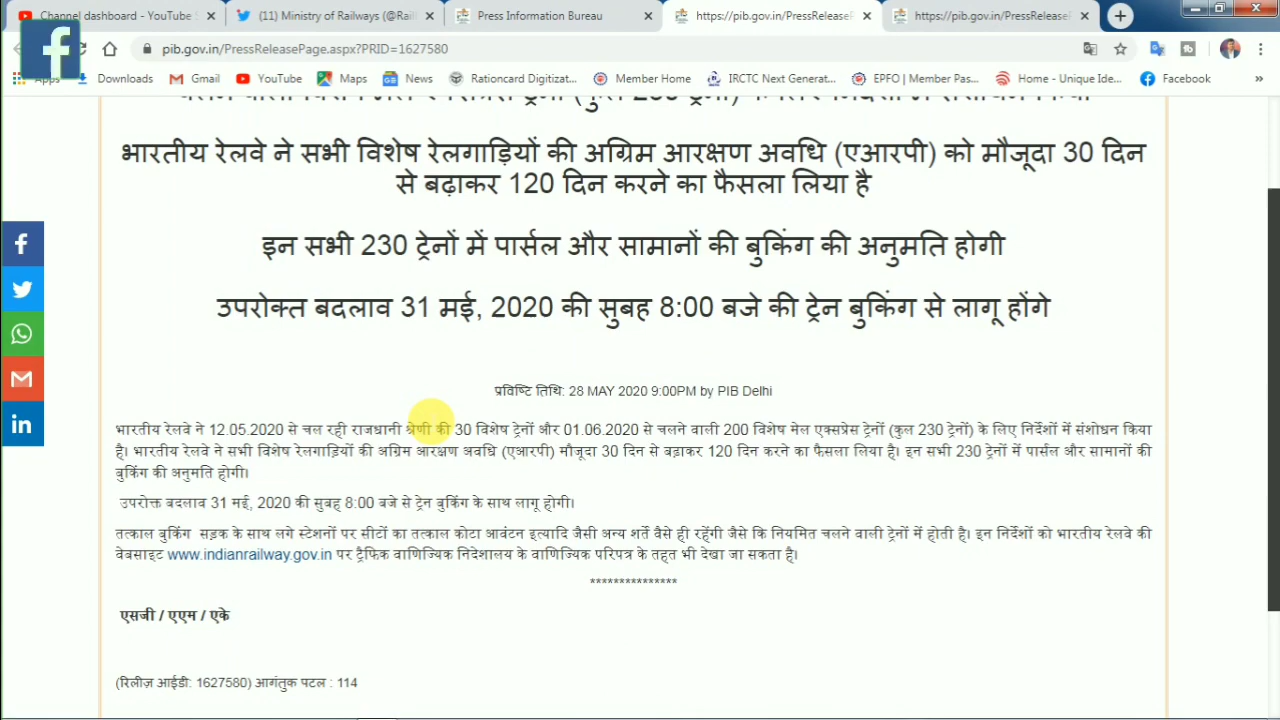 Channel dashboard - YouTube
(11) Ministry of Railways (@Rail
Press Information Bureau
https://pib.gov.in/PressReleaseP
https://pib.gov.in/PressRelease
pib.gov.in/PressReleasePage.aspx?PRID=1627580
Apps
Downloads
Gmail
YouTube
Maps
News
Rationcard Digitizat...
Member Home
IRCTC Next Generat...
EPFO | Member Pas...
Home - Unique Ide...
Facebook
»
भारतीय रेलवे ने सभी विशेष रेलगाड़ियों की अग्रिम आरक्षण अवधि (एआरपी) को मौजूदा 30 दिन
से बढ़ाकर 120 दिन करने का फैसला लिया है
इन सभी 230 ट्रेनों में पार्सल और सामानों की बुकिंग की अनुमति होगी
उपरोक्त बदलाव 31 मई, 2020 की सुबह 8:00 बजे की ट्रेन बुकिंग से लागू होंगे
प्रविष्टि तिथि: 28 MAY 2020 9:00PM by PIB Delhi
भारतीय रेलवे ने 12.05.2020 से चल रही राजधानी श्रेणी की 30 विशेष ट्रेनों और 01.06.2020 से चलने वाली 200 विशेष मेल एक्सप्रेस ट्रेनों (कुल 230 ट्रेनों) के लिए निर्देशों में संशोधन किया
है। भारतीय रेलवे ने सभी विशेष रेलगाड़ियों की अग्रिम आरक्षण अवधि (एआरपी) मौजूदा 30 दिन से बढ़ाकर 120 दिन करने का फैसला लिया है। इन सभी 230 ट्रेनों में पार्सल और सामानों की
बुकिंग की अनुमति होगी।
उपरोक्त बदलाव 31 मई, 2020 की सुबह 8:00 बजे से ट्रेन बुकिंग के साथ लागू होगी।
तत्काल बुकिंग सड़क के साथ लगे स्टेशनों पर सीटों का तत्काल कोटा आवंटन इत्यादि जैसी अन्य शर्तें वैसे ही रहेंगी जैसे कि नियमित चलने वाली ट्रेनों में होती है। इन निर्देशों को भारतीय रेलवे की
वेबसाइट www.indianrailway.gov.in पर ट्रैफिक वाणिज्यिक निदेशालय के वाणिज्यिक परिपत्र के तहत भी देखा जा सकता है।
***************
एसजी / एएम / एके
(रिलीज़ आईडी: 1627580) आगंतुक पटल : 114